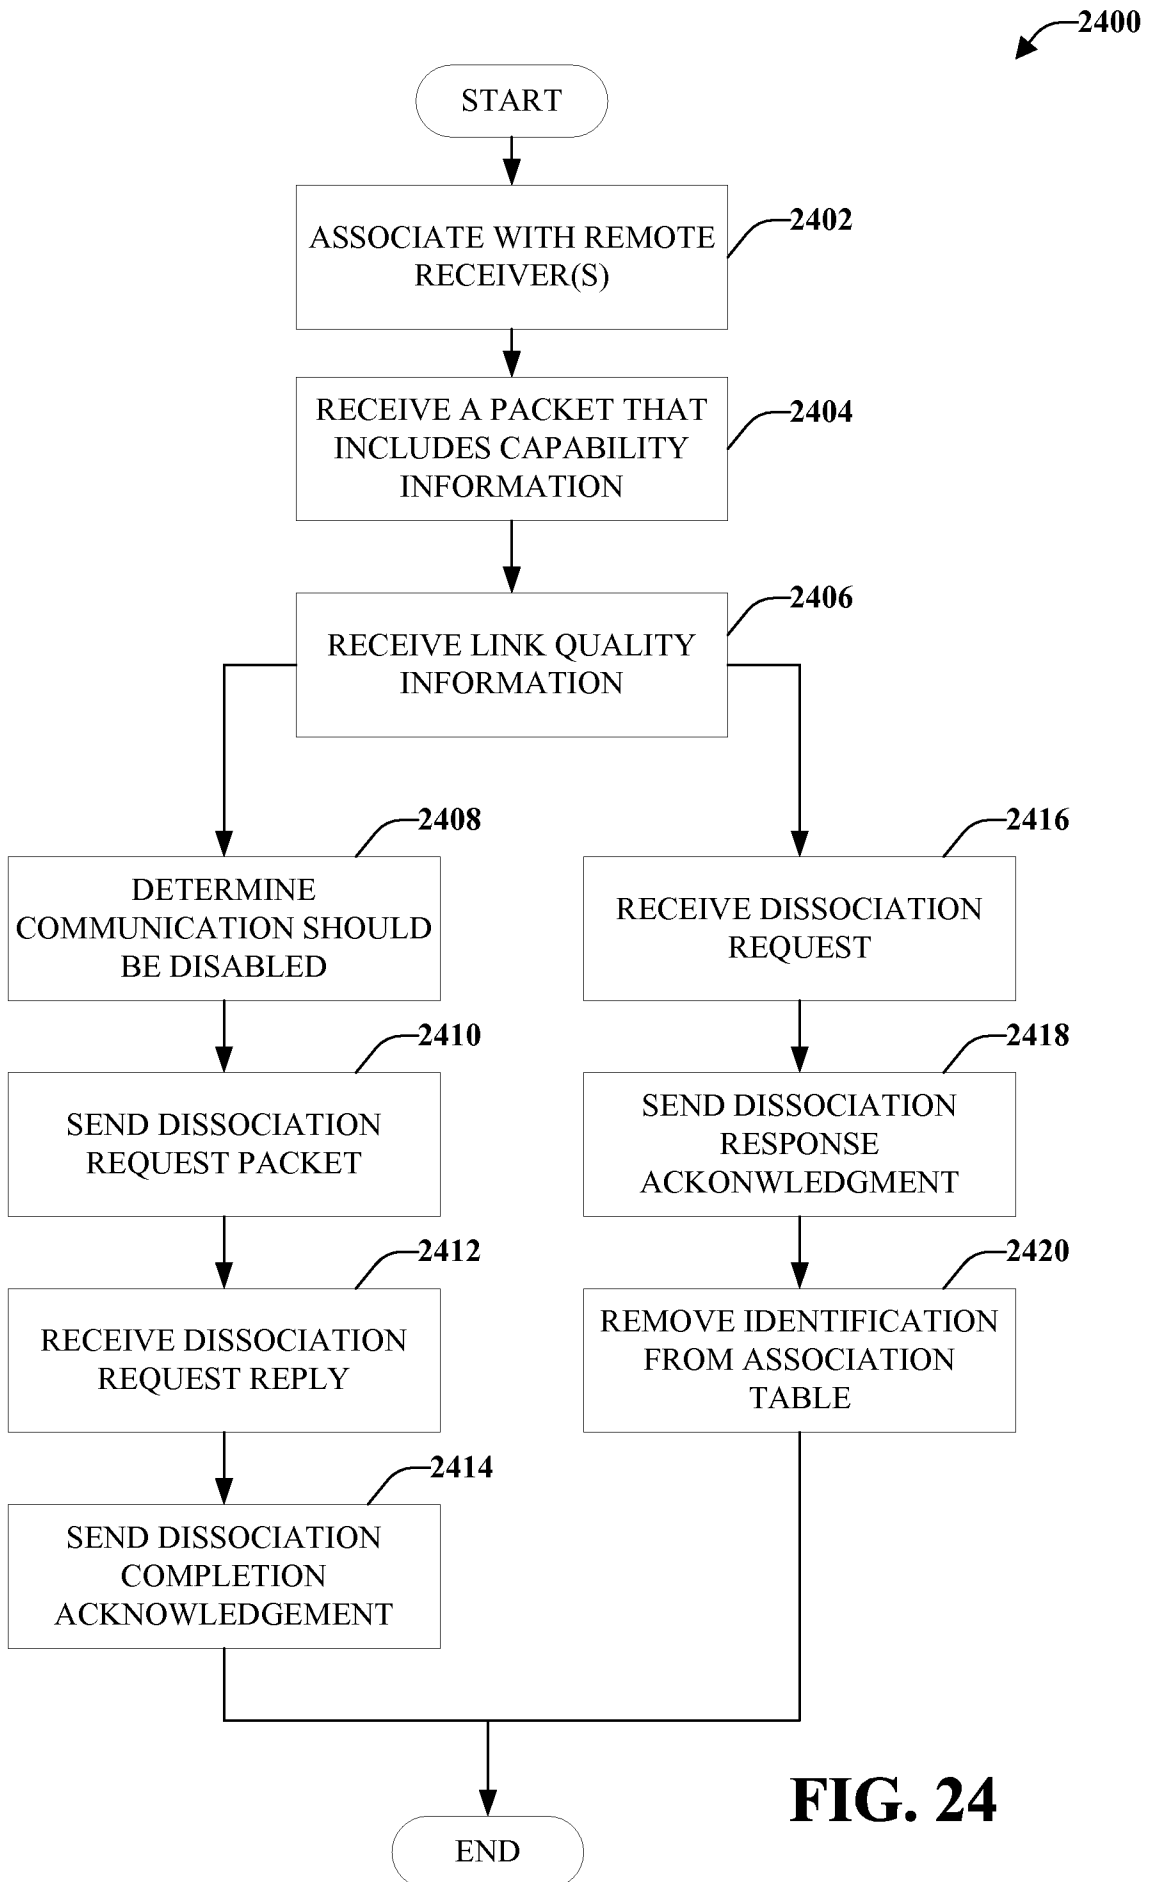 2400
START
2402
ASSOCIATE WITH REMOTE
RECEIVER(S)
2404
RECEIVE A PACKET THAT
INCLUDES CAPABILITY
INFORMATION
2406
RECEIVE LINK QUALITY
INFORMATION
2408
DETERMINE
COMMUNICATION SHOULD
BE DISABLED
2410
SEND DISSOCIATION
REQUEST PACKET
2412
RECEIVE DISSOCIATION
REQUEST REPLY
2414
SEND DISSOCIATION
COMPLETION
ACKNOWLEDGEMENT
2416
RECEIVE DISSOCIATION
REQUEST
2418
SEND DISSOCIATION
RESPONSE
ACKONWLEDGMENT
2420
REMOVE IDENTIFICATION
FROM ASSOCIATION
TABLE
END
FIG. 24